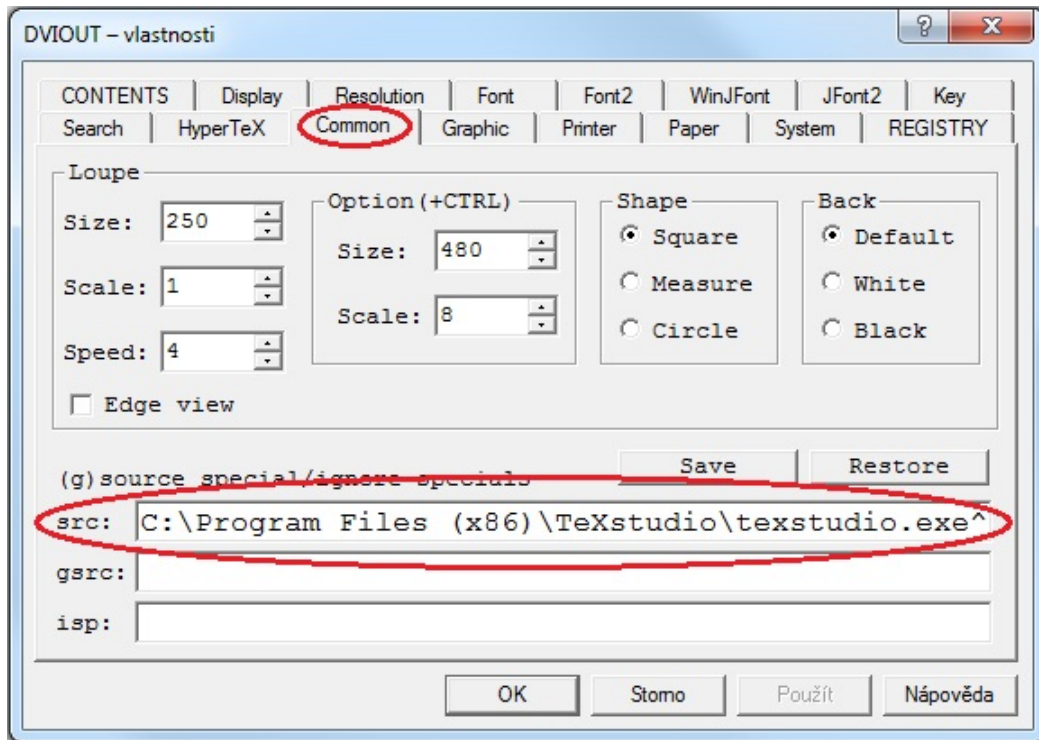 DVIOUT – vlastnosti
CONTENTS Display Resolution Font Font2 WinJFont JFont2 Key
Search HyperTeX Common Graphic Printer Paper System REGISTRY
Loupe
Size: 250
Scale: 1
Speed: 4
Edge view
Option(+CTRL)
Size: 480
Scale: 8
Shape
Square
Measure
Circle
Back
Default
White
Black
(g)source special/ignore specials
Save Restore
src: C:\Program Files (x86)\TeXstudio\texstudio.exe^
gsrc:
isp:
OK Storno Použít Nápověda